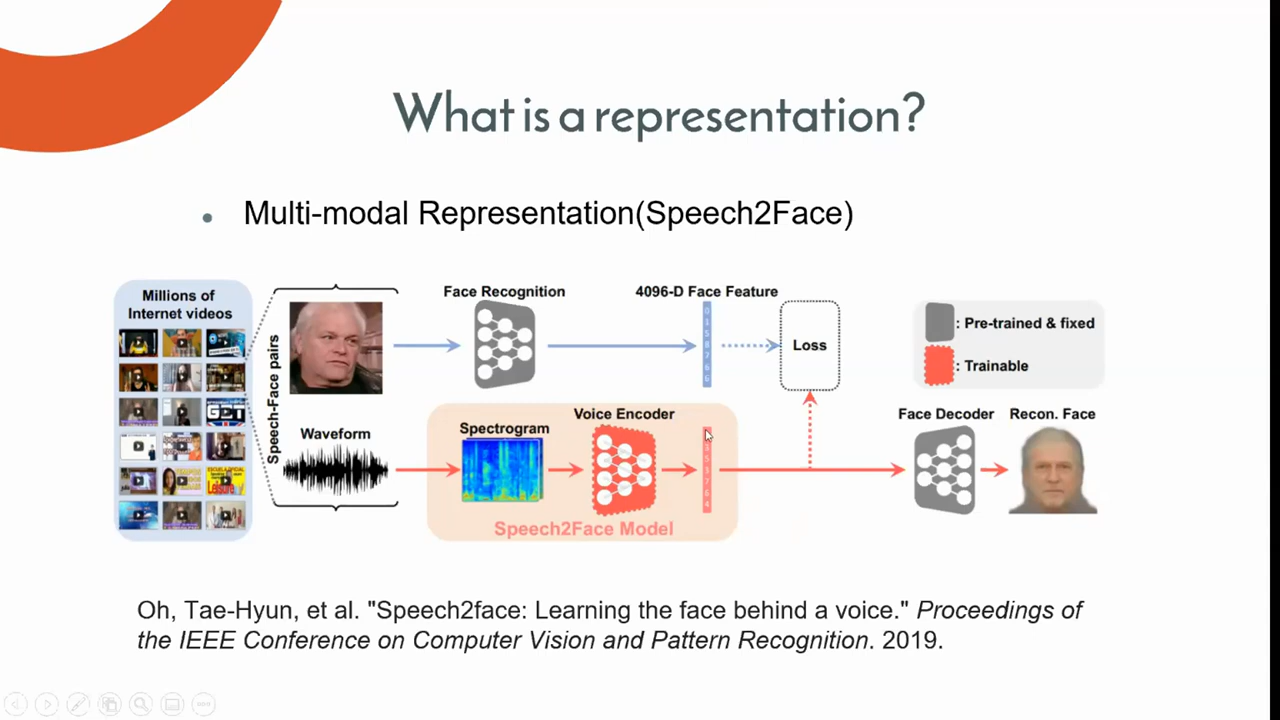 What is a representation?
• Multi-modal Representation(Speech2Face)
Millions of
Internet videos
Speech-Face pairs
Waveform
Face Recognition
4096-D Face Feature
Loss
: Pre-trained & fixed
: Trainable
Spectrogram
Voice Encoder
Speech2Face Model
Face Decoder
Recon. Face
Oh, Tae-Hyun, et al. "Speech2face: Learning the face behind a voice." Proceedings of
the IEEE Conference on Computer Vision and Pattern Recognition. 2019.